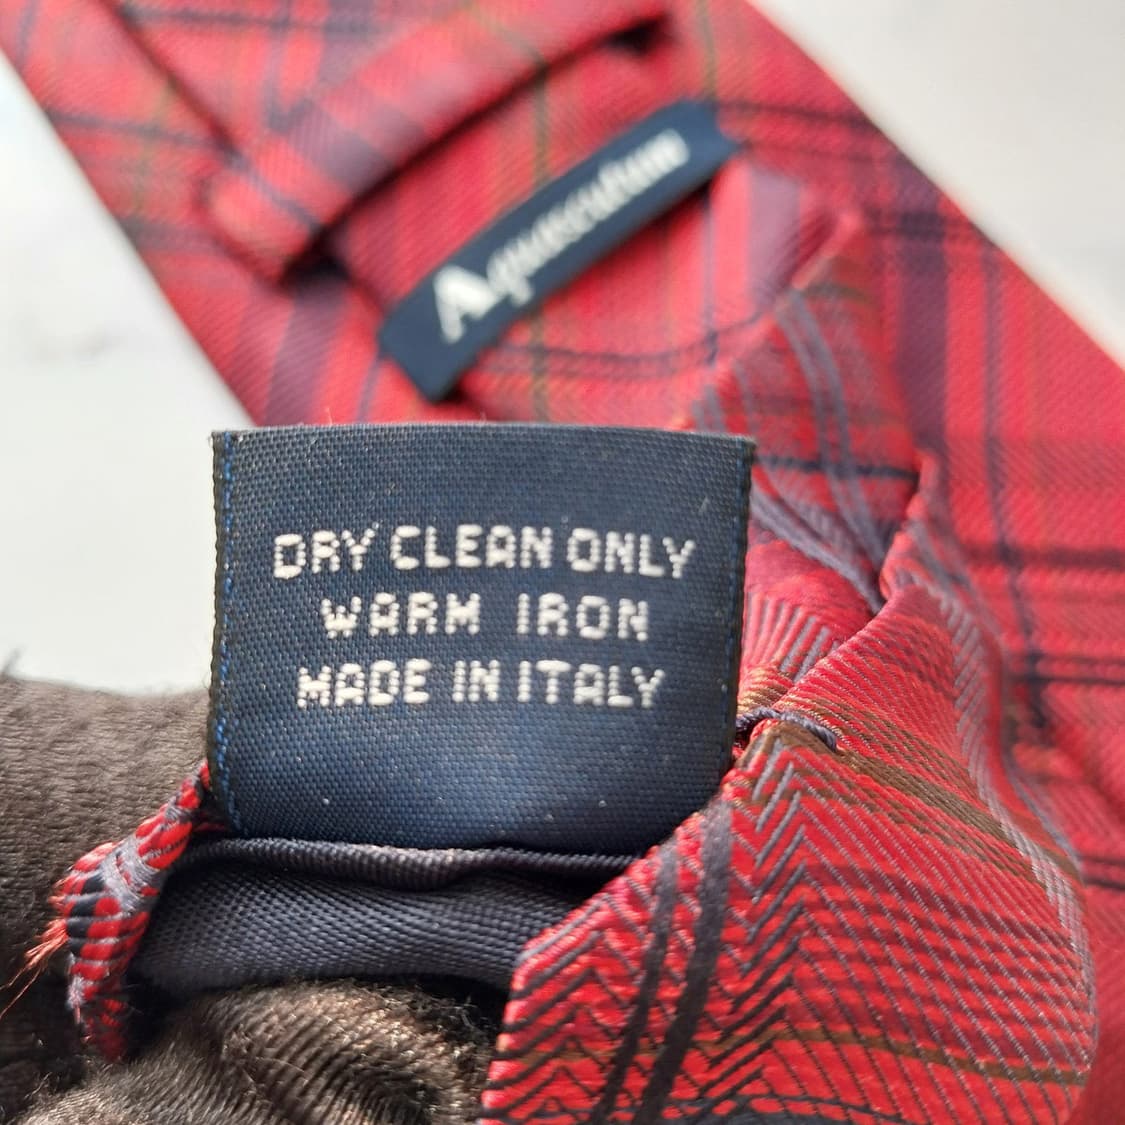 Aquascutum
DRY CLEAN ONLY
WARM IRON
MADE IN ITALY